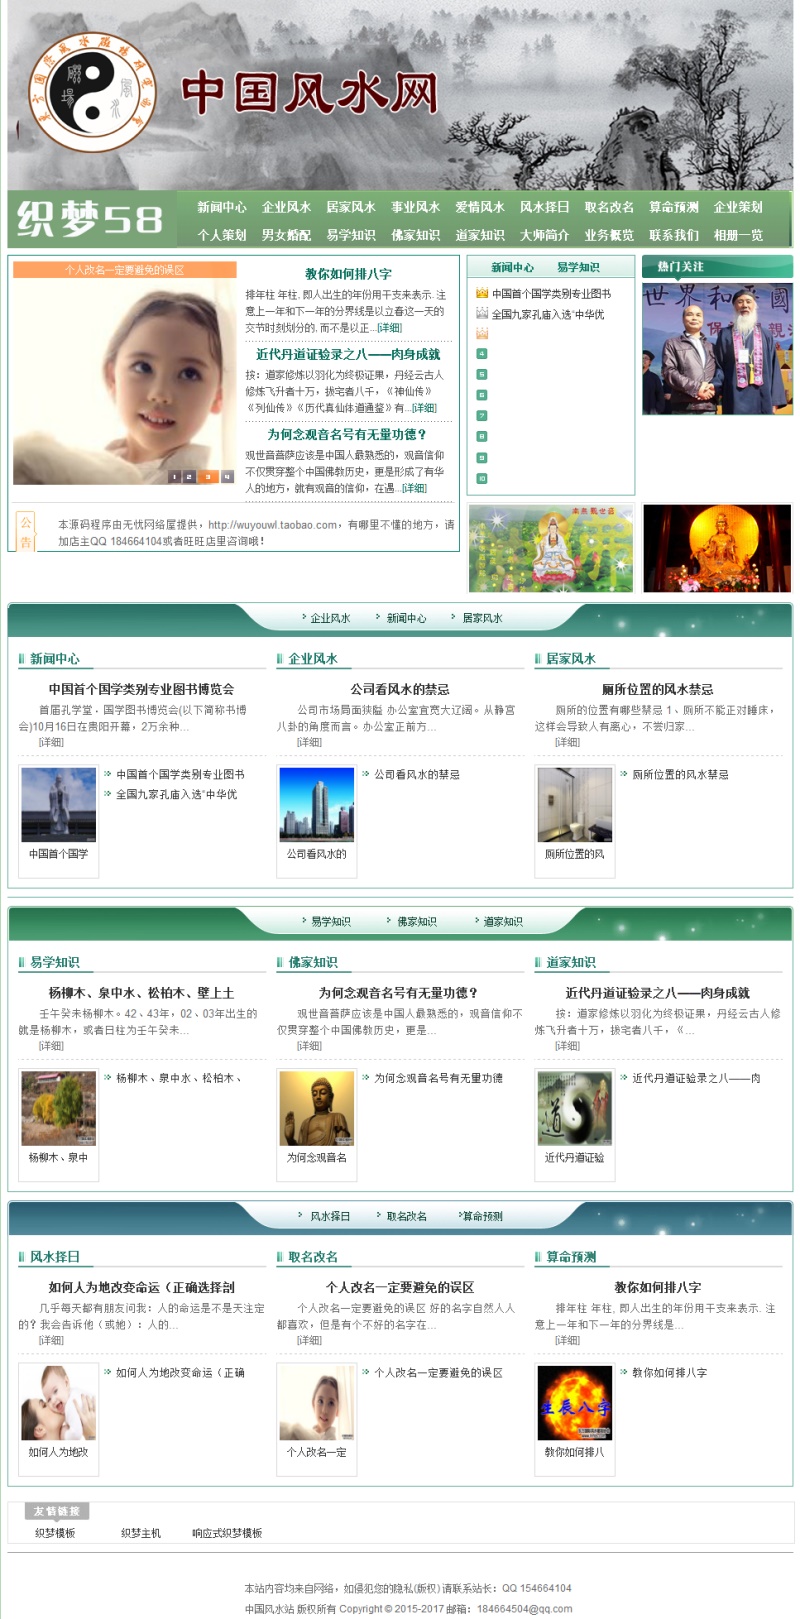 中国风水网
织梦58
新闻中心 企业风水 居家风水 事业风水 爱情风水 风水择日 取名改名 算命预测 企业策划
个人策划 男女婚配 易学知识 佛家知识 道家知识 大师简介 业务概览 联系我们 相册一览
个人改名一定要避免的误区
1 2 3 4
教你如何排八字
排年柱 年柱, 即人出生的年份用干支来表示. 注
意上一年和下一年的分界线是以立春这一天的
交节时刻划分的, 而不是以正...[详细]
近代丹道证验录之八——肉身成就
按：道家修炼以羽化为终极证果，丹经云古人
修炼飞升者十万，拔宅者八千，《神仙传》
《列仙传》《历代真仙体道通鉴》有...[详细]
为何念观音名号有无量功德？
观世音菩萨应该是中国人最熟悉的，观音信仰
不仅贯穿整个中国佛教历史，更是形成了有华
人的地方，就有观音的信仰，在遇...[详细]
公告
本源码程序由无忧网络屋提供，http://wuyouwl.taobao.com，有哪里不懂的地方，请
加店主QQ 184664104或者旺旺店里咨询哦！
新闻中心 易学知识
中国首个国学类别专业图书
全国九家孔庙入选“中华优
4
5
6
7
8
9
10
热门关注
世界和平國
企业风水 新闻中心 居家风水
新闻中心
中国首个国学类别专业图书博览会
首届孔学堂·国学图书博览会(以下简称书博
会)10月16日在贵阳开幕，2万余种...
[详细]
中国首个国学类别专业图书
全国九家孔庙入选“中华优
中国首个国学
企业风水
公司看风水的禁忌
公司市场局面狭隘 办公室宜宽大辽阔。从静宫
八卦的角度而言。办公室正前方...
[详细]
公司看风水的禁忌
公司看风水的
居家风水
厕所位置的风水禁忌
厕所的位置有哪些禁忌 1、厕所不能正对睡床，
这样会导致人有离心，不尝归家...
[详细]
厕所位置的风水禁忌
厕所位置的风
易学知识 佛家知识 道家知识
易学知识
杨柳木、泉中水、松柏木、壁上土
壬午癸未杨柳木。42、43年，02、03年出生的
就是杨柳木，或者日柱为壬午癸未...
[详细]
杨柳木、泉中水、松柏木、
杨柳木、泉中
佛家知识
为何念观音名号有无量功德？
观世音菩萨应该是中国人最熟悉的，观音信仰不
仅贯穿整个中国佛教历史，更是...
[详细]
为何念观音名号有无量功德
为何念观音名
道家知识
近代丹道证验录之八——肉身成就
按：道家修炼以羽化为终极证果，丹经云古人修
炼飞升者十万，拔宅者八千，《...
[详细]
近代丹道证验录之八——肉
道
近代丹道证验
风水择日 取名改名 算命预测
风水择日
如何人为地改变命运（正确选择剖
几乎每天都有朋友问我：人的命运是不是天注定
的？我会告诉他（或她）：人的...
[详细]
如何人为地改变命运（正确
如何人为地改
取名改名
个人改名一定要避免的误区
个人改名一定要避免的误区 好的名字自然人人
都喜欢，但是有个不好的名字在...
[详细]
个人改名一定要避免的误区
个人改名一定
算命预测
教你如何排八字
排年柱 年柱, 即人出生的年份用干支来表示. 注
意上一年和下一年的分界线是...
[详细]
教你如何排八字
生辰八字
教你如何排八
友情链接
织梦模板 织梦主机 响应式织梦模板
本站内容均来自网络，如侵犯您的隐私(版权) 请联系站长：QQ 154664104
中国风水站 版权所有 Copyright © 2015-2017 邮箱：184664504@qq.com